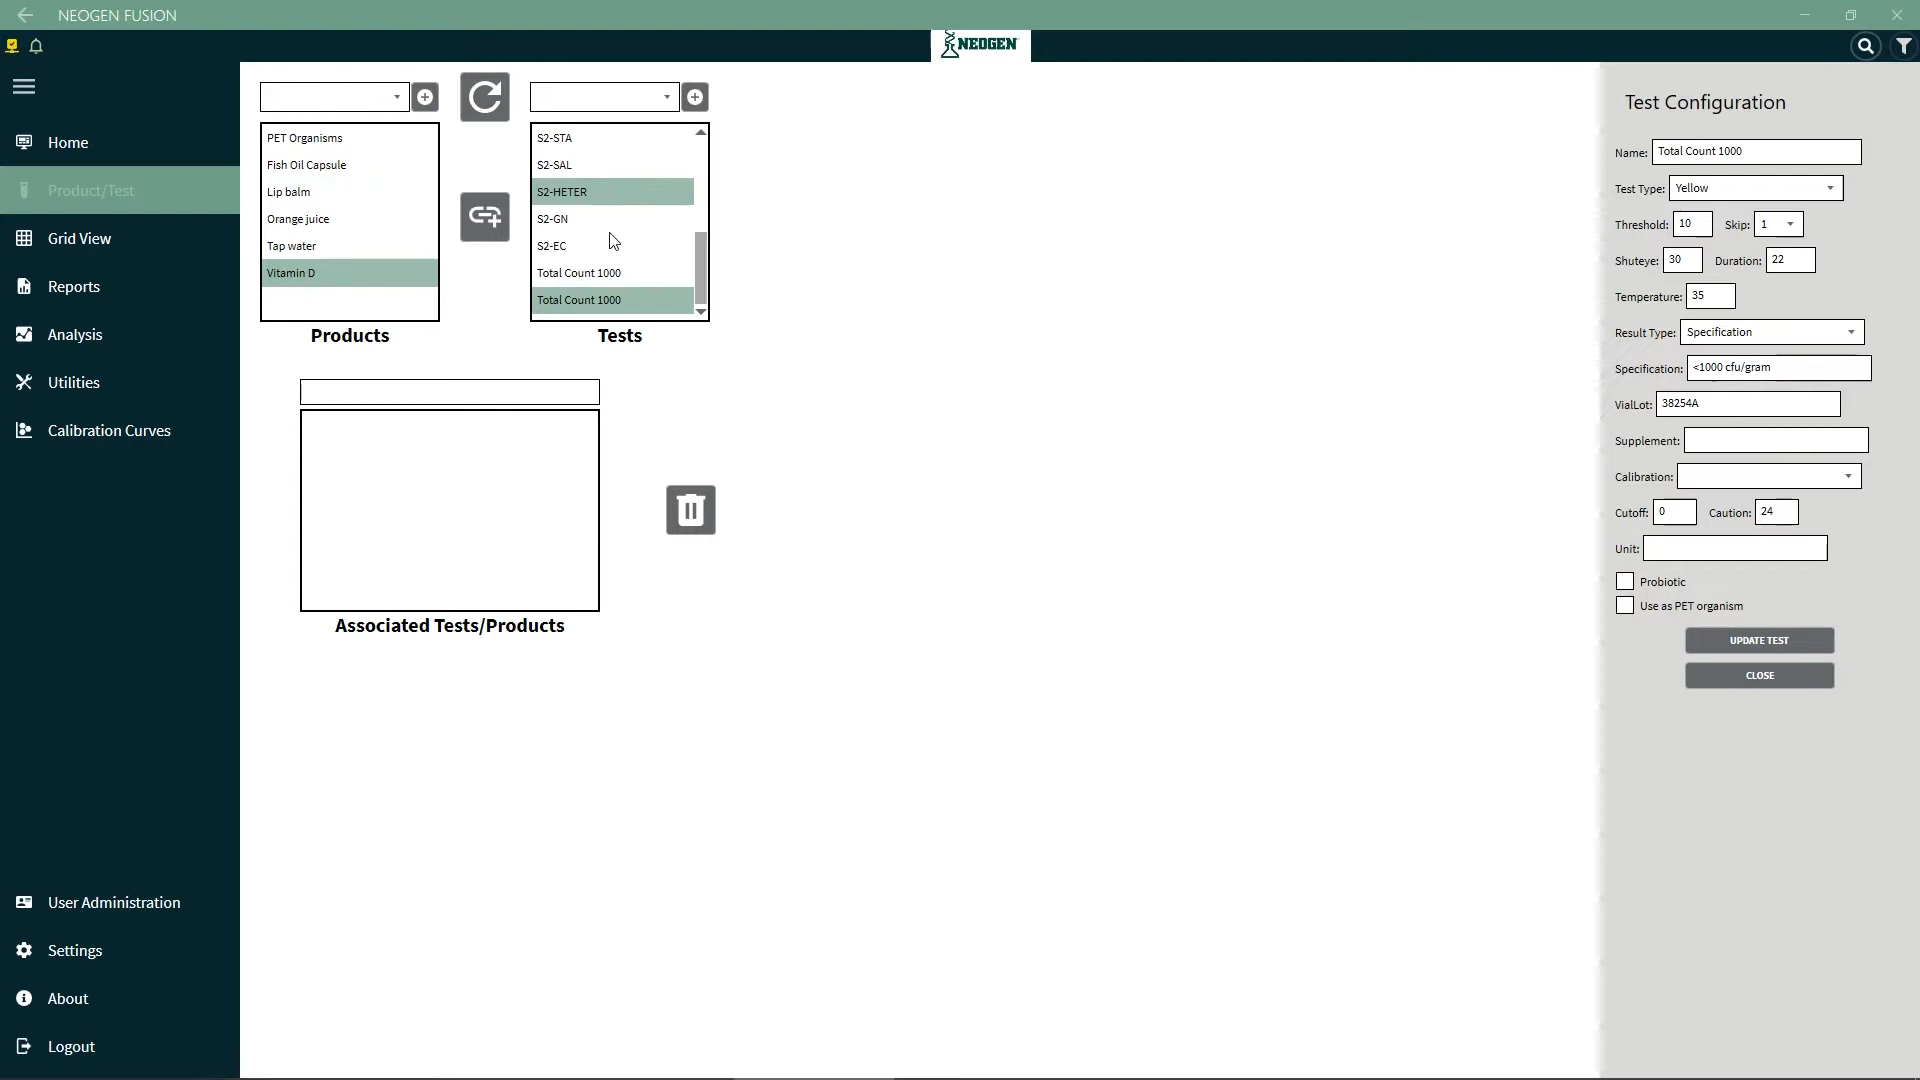 NEOGEN FUSION
NEOGEN
Home
Product/Test
Grid View
Reports
Analysis
Utilities
Calibration Curves
User Administration
Settings
About
Logout
PET Organisms
Fish Oil Capsule
Lip balm
Orange juice
Tap water
Vitamin D
Products
S2-STA
S2-SAL
S2-HETER
S2-GN
S2-EC
Total Count 1000
Total Count 1000
Tests
Associated Tests/Products
Test Configuration
Name: Total Count 1000
Test Type: Yellow
Threshold: 10 Skip: 1
Shuteye: 30 Duration: 22
Temperature: 35
Result Type: Specification
Specification: <1000 cfu/gram
VialLot: 38254A
Supplement:
Calibration:
Cutoff: 0 Caution: 24
Unit:
Probiotic
Use as PET organism
UPDATE TEST
CLOSE